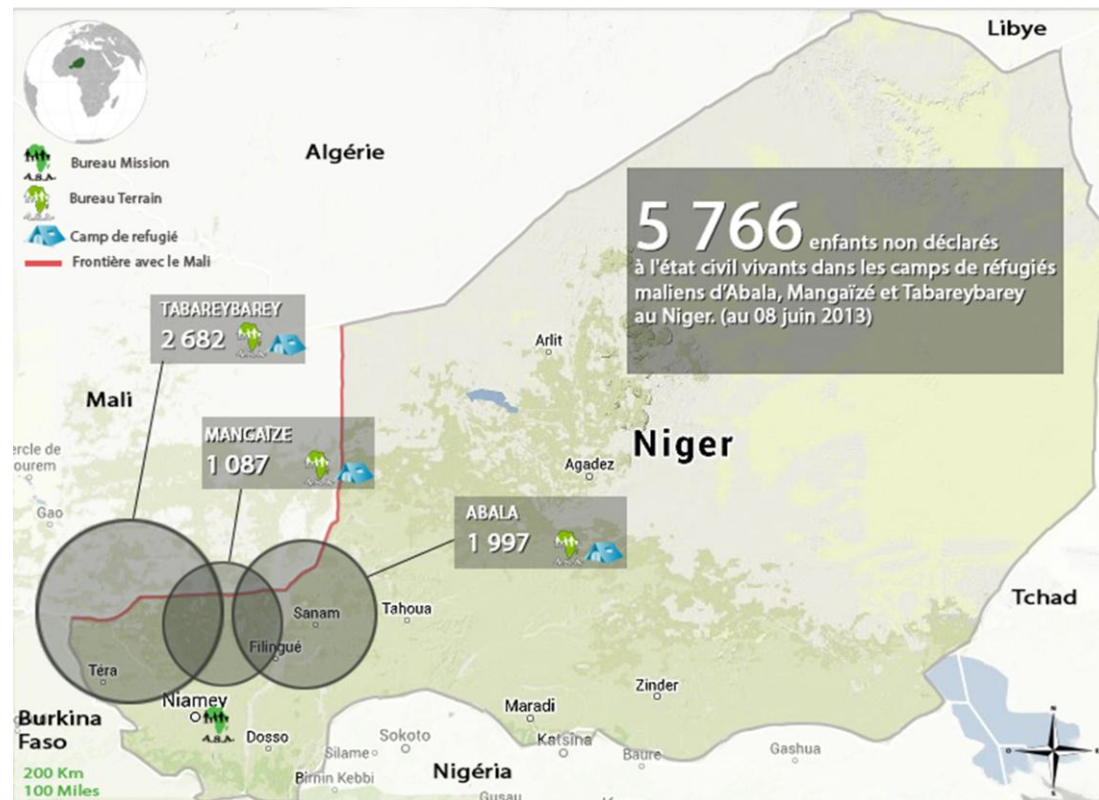 Libye
Algérie
Bureau Mission
Bureau Terrain
Camp de refugié
Frontière avec le Mali
5 766 enfants non déclarés
à l'état civil vivants dans les camps de réfugiés
maliens d'Abala, Mangaïzé et Tabareybarey
au Niger. (au 08 juin 2013)
TABAREYBAREY
2 682
Arlit
Mali
MANGAÏZE
1 087
Niger
ercle de
ourem
Agadez
Gao
ABALA
1 997
Tchad
Sanam
Tahoua
Filingué
Téra
Zinder
Niamey
Maradi
A.S.A.
Burkina
Faso
Dosso
Silame
Sokoto
Katsina
Baure
Gashua
200 Km
100 Miles
Birnin Kebbi
Nigéria
Gusau